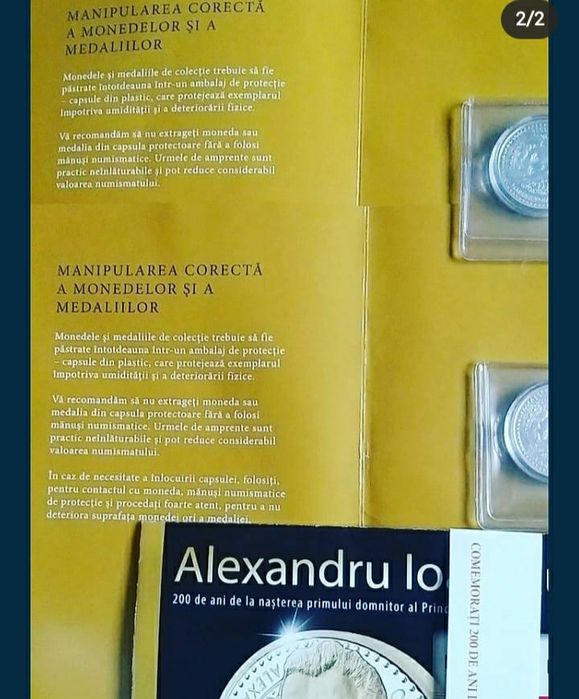 2/2
MANIPULAREA CORECTĂ
A MONEDELOR ȘI A
MEDALIILOR
Monedele și medaliile de colecție trebuie să fie
păstrate întotdeauna într-un ambalaj de protecție
– capsule din plastic, care protejează exemplarul
împotriva umidității și a deteriorării fizice.
Vă recomandăm să nu extrageți moneda sau
medalia din capsula protectoare fără a folosi
mănuși numismatice. Urmele de amprente sunt
practic neînlăturabile și pot reduce considerabil
valoarea numismatului.
MANIPULAREA CORECTĂ
A MONEDELOR ȘI A
MEDALIILOR
Monedele și medaliile de colecție trebuie să fie
păstrate întotdeauna într-un ambalaj de protecție
– capsule din plastic, care protejează exemplarul
împotriva umidității și a deteriorării fizice.
Vă recomandăm să nu extrageți moneda sau
medalia din capsula protectoare fără a folosi
mănuși numismatice. Urmele de amprente sunt
practic neînlăturabile și pot reduce considerabil
valoarea numismatului.
În caz de necesitate a înlocuirii capsulei, folosiți,
pentru contactul cu moneda, mănuși numismatice
de protecție și procedați foarte atent, pentru a nu
deteriora suprafața monedei ori a medaliei.
Alexandru Io
200 de ani de la nașterea primului domnitor al Princ
COMEMORAȚI 200 DE ANI
ALEX